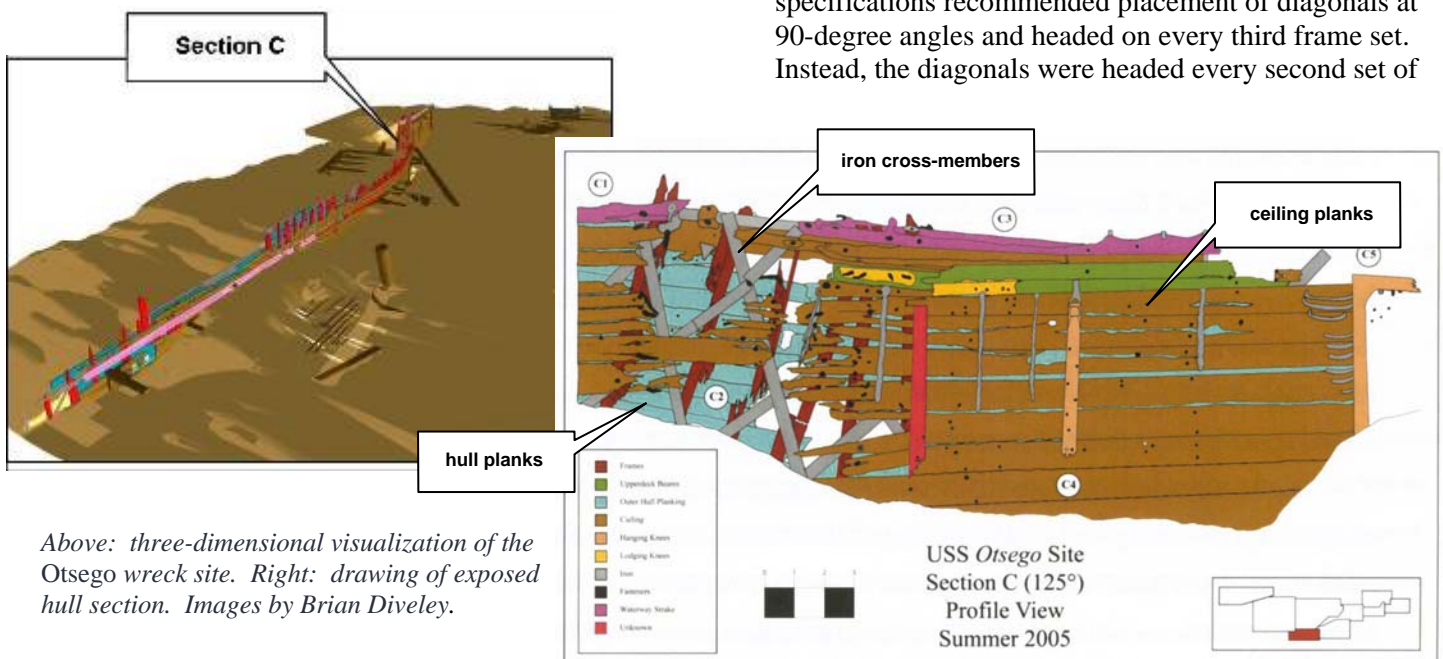 specifications recommended placement of diagonals at
90-degree angles and headed on every third frame set.
Instead, the diagonals were headed every second set of
Section C
iron cross-members
ceiling planks
hull planks
C1
C3
C5
C2
C4
Frames
Upperdeck Beams
Outer Hull Planking
Ceiling
Hanging Knees
Lodging Knees
Iron
Fasteners
Waterway Strake
Unknown
0 1 2 3
USS Otsego Site
Section C (125°)
Profile View
Summer 2005
Above: three-dimensional visualization of the
Otsego wreck site. Right: drawing of exposed
hull section. Images by Brian Diveley.